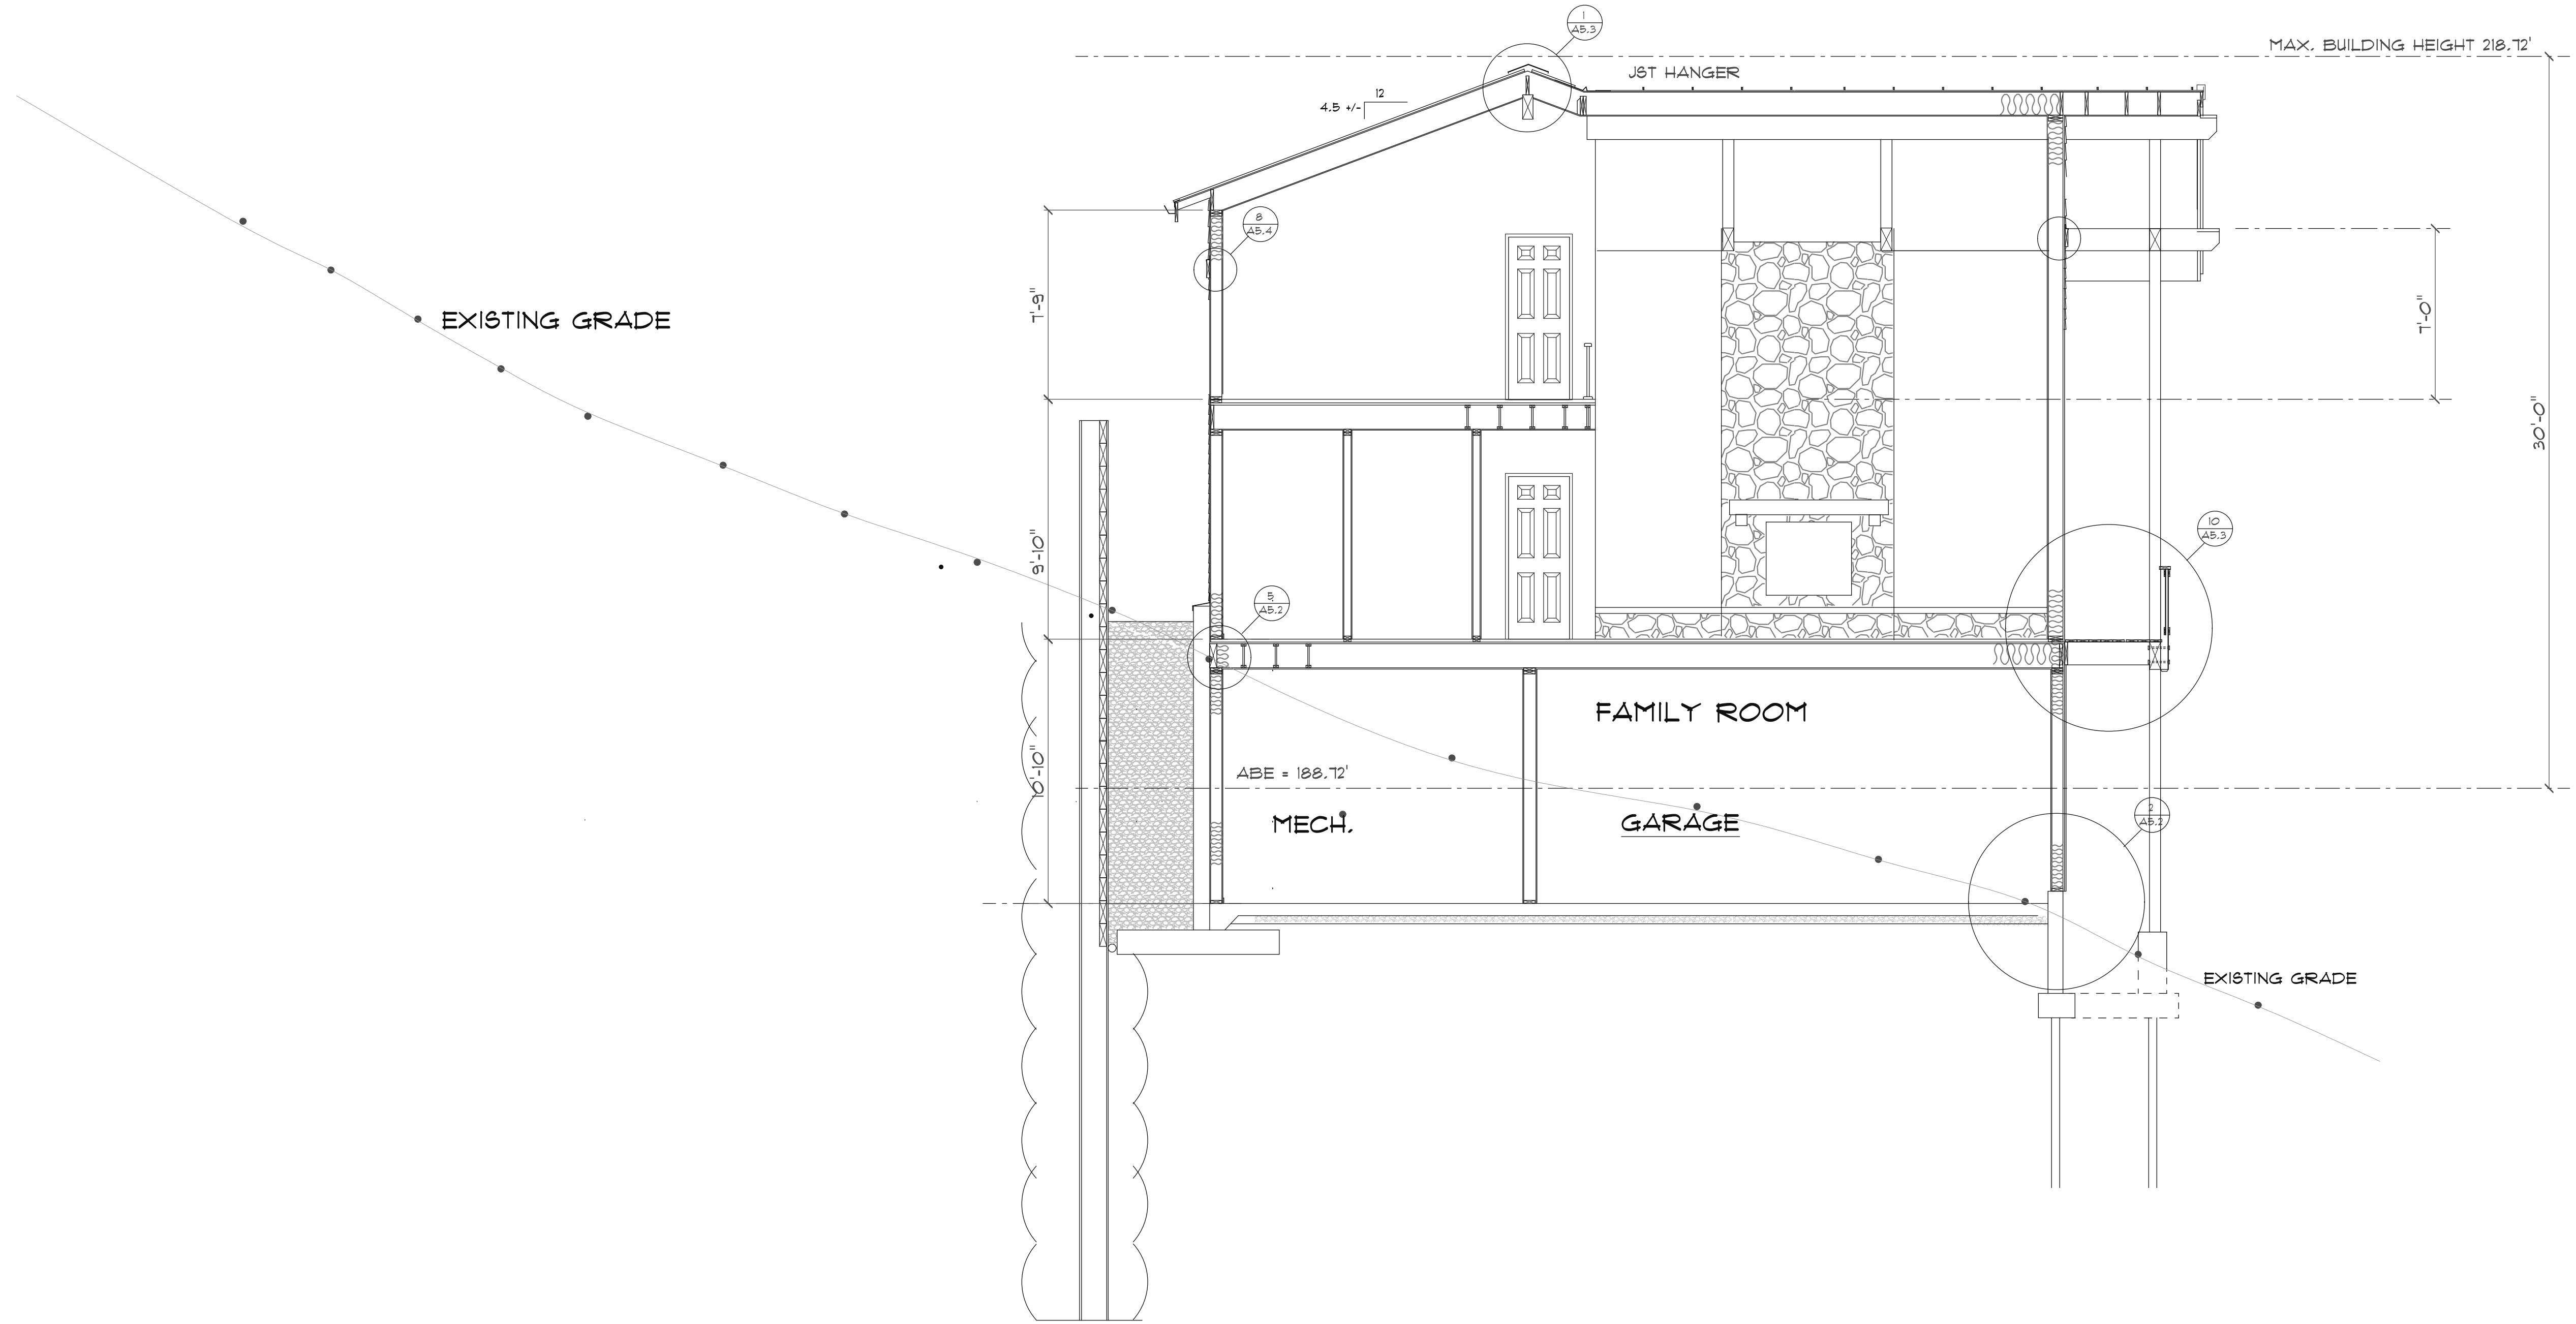 1
A5.3
MAX. BUILDING HEIGHT 218.72'
JST HANGER
12
4.5 +/-
8
A5.4
7'-9"
EXISTING GRADE
7'-0"
30'-0"
10
A5.3
9'-10"
5
A5.2
FAMILY ROOM
ABE = 188.72'
10'-10"
2
A5.2
MECH.
GARAGE
EXISTING GRADE